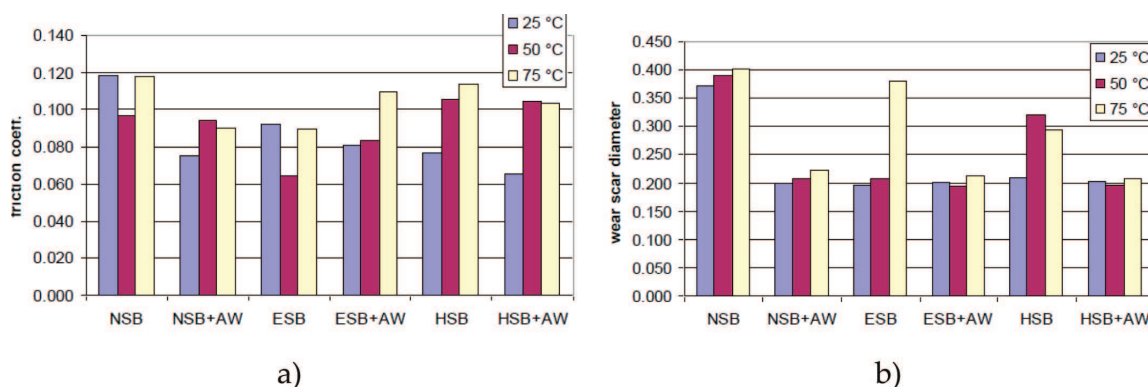 0.140
0.120
0.100
0.080
0.060
0.040
0.020
0.000
friction coeff.
25 °C
50 °C
75 °C
NSB NSB+AW ESB ESB+AW HSB HSB+AW
a)
0.450
0.400
0.350
0.300
0.250
0.200
0.150
0.100
0.050
0.000
wear scar diameter
25 °C
50 °C
75 °C
NSB NSB+AW ESB ESB+AW HSB HSB+AW
b)